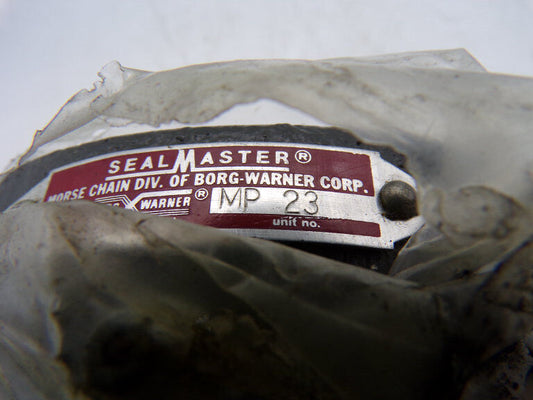 SEALMASTER®
MORSE CHAIN DIV. OF BORG-WARNER CORP.
WARNER® MP 23
unit no.